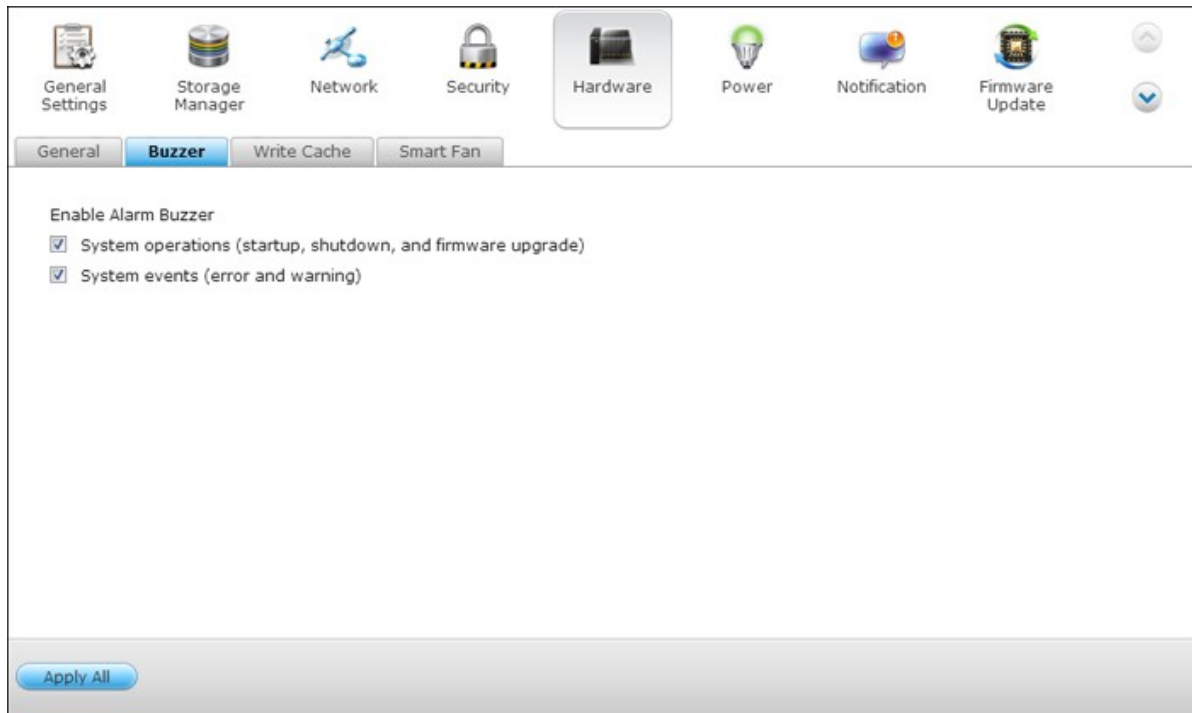 General Settings
Storage Manager
Network
Security
Hardware
Power
Notification
Firmware Update
General
Buzzer
Write Cache
Smart Fan
Enable Alarm Buzzer
System operations (startup, shutdown, and firmware upgrade)
System events (error and warning)
Apply All